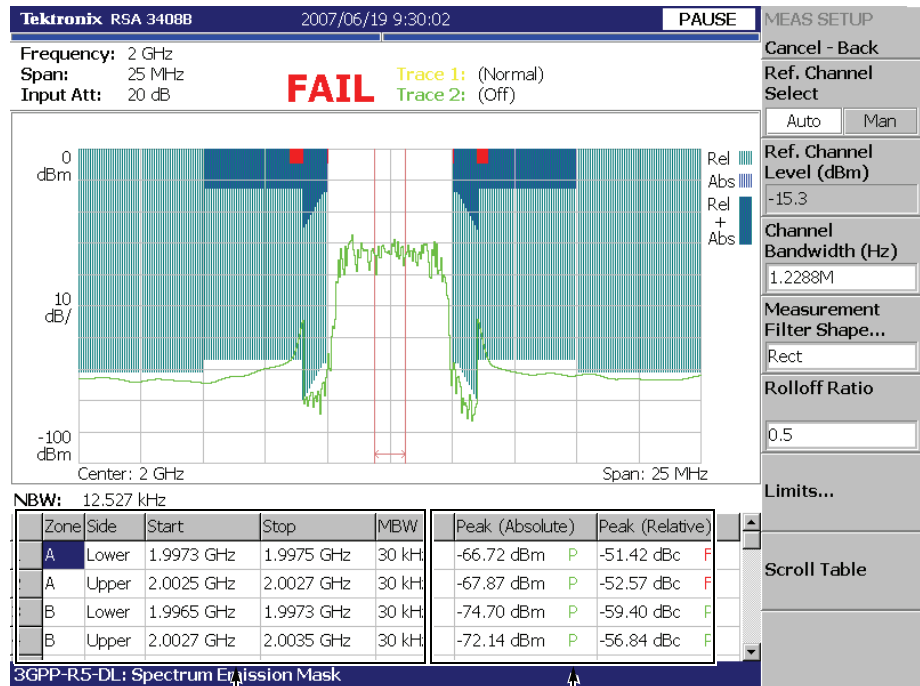 Tektronix RSA 3408B 2007/06/19 9:30:02 PAUSE
MEAS SETUP
Frequency: 2 GHz
Span: 25 MHz
Input Att: 20 dB
FAIL
Trace 1: (Normal)
Trace 2: (Off)
Cancel - Back
Ref. Channel
Select
Auto Man
Ref. Channel
Level (dBm)
-15.3
Channel
Bandwidth (Hz)
1.2288M
Measurement
Filter Shape...
Rect
Rolloff Ratio
0.5
Limits...
Scroll Table
0
dBm
10
dB/
-100
dBm
Rel
Abs
Rel
+
Abs
Center: 2 GHz Span: 25 MHz
NBW: 12.527 kHz
Zone Side Start Stop MBW Peak (Absolute) Peak (Relative)
A Lower 1.9973 GHz 1.9975 GHz 30 -66.72 dBm P -51.42 dBc F
A Upper 2.0025 GHz 2.0027 GHz 30 -67.87 dBm P -52.57 dBc F
B Lower 1.9965 GHz 1.9973 GHz 30 -74.70 dBm P -59.40 dBc
B Upper 2.0027 GHz 2.0035 GHz 30 -72.14 dBm P -56.84 dBc
3GPP-R5-DL: Spectrum Emission Mask